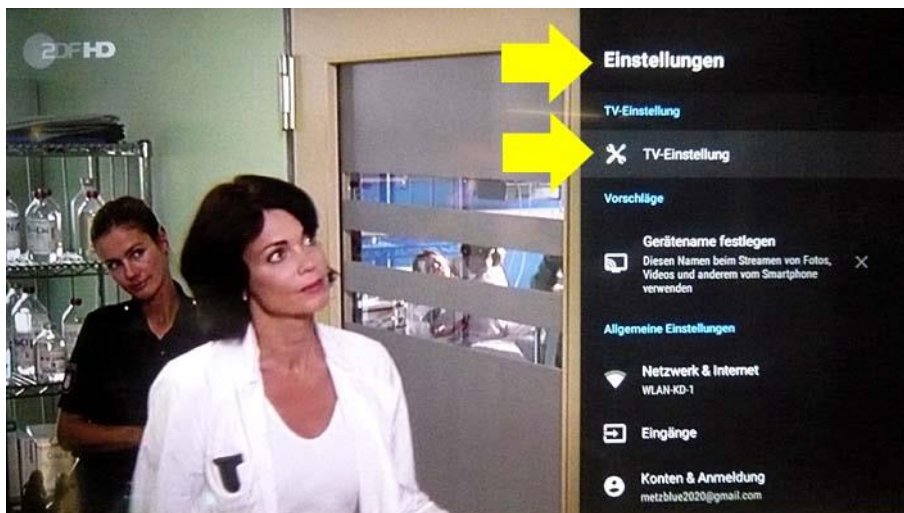 ZDF HD
Einstellungen
TV-Einstellung
TV-Einstellung
Vorschläge
Gerätename festlegen
Diesen Namen beim Streamen von Fotos,
Videos und anderem vom Smartphone
verwenden
Allgemeine Einstellungen
Netzwerk & Internet
WLAN-KD-1
Eingänge
Konten & Anmeldung
metzblue2020@gmail.com